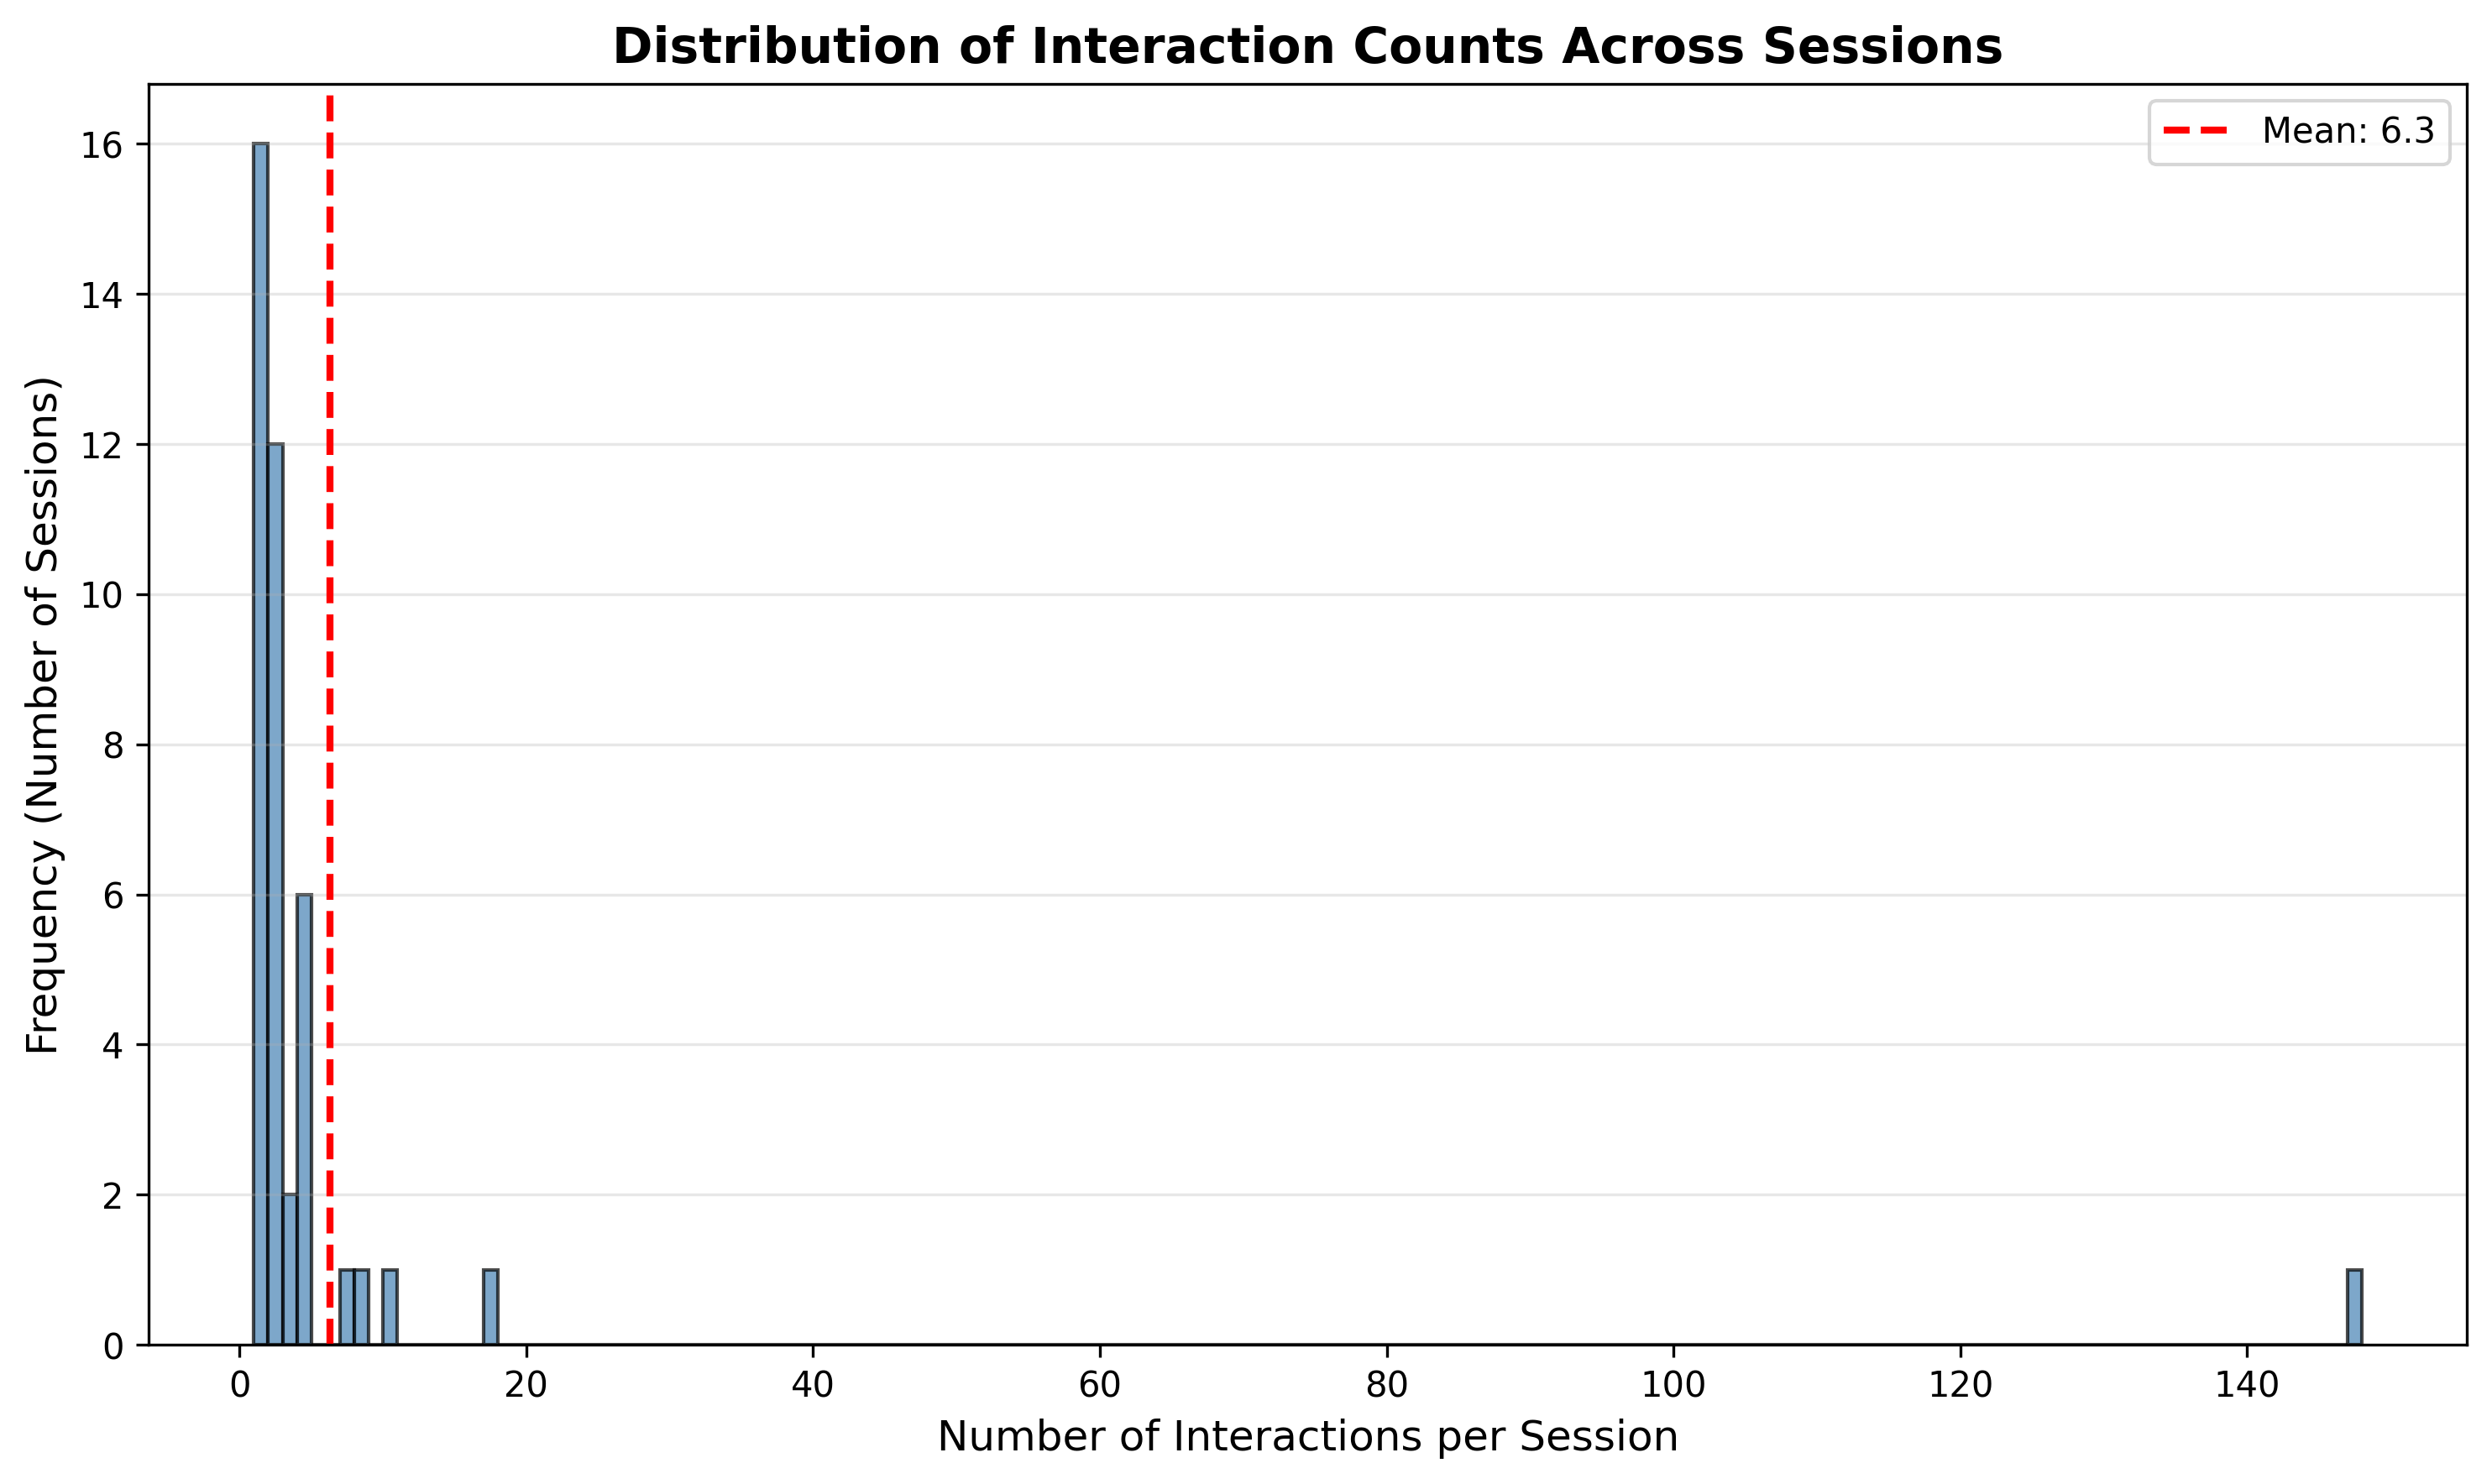 Distribution of Interaction Counts Across Sessions
Mean: 6.3
Frequency (Number of Sessions)
16
14
12
10
8
6
4
2
0
0 20 40 60 80 100 120 140
Number of Interactions per Session